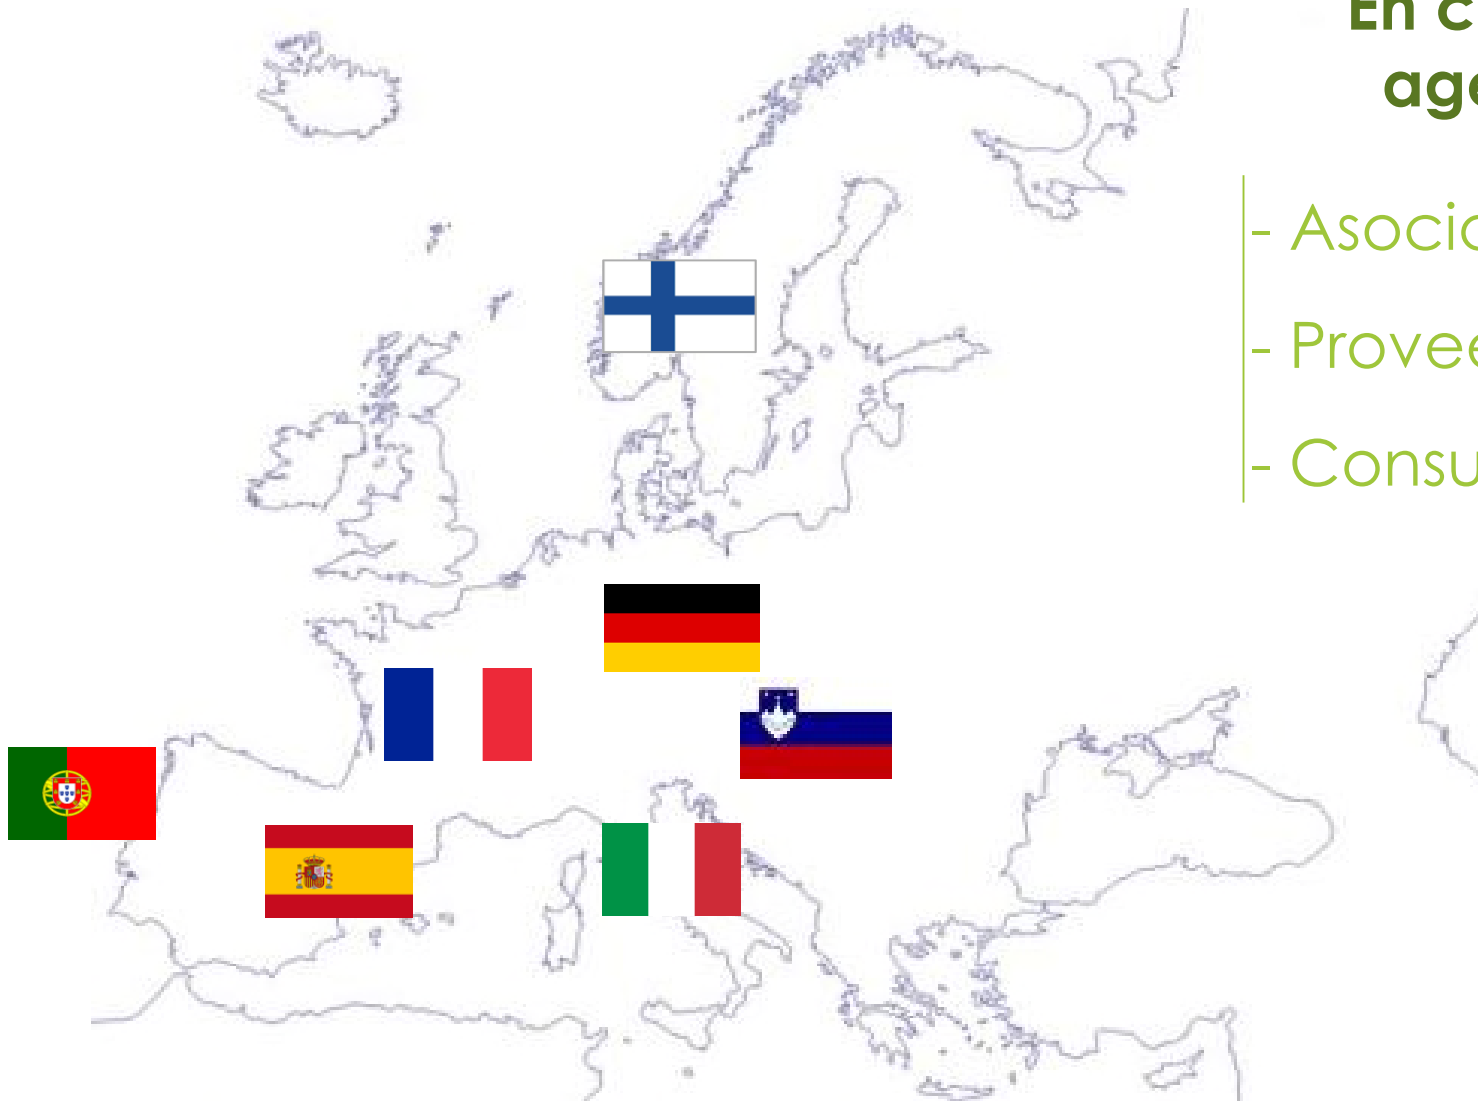 En c
age
- Asocia
- Provee
- Consu